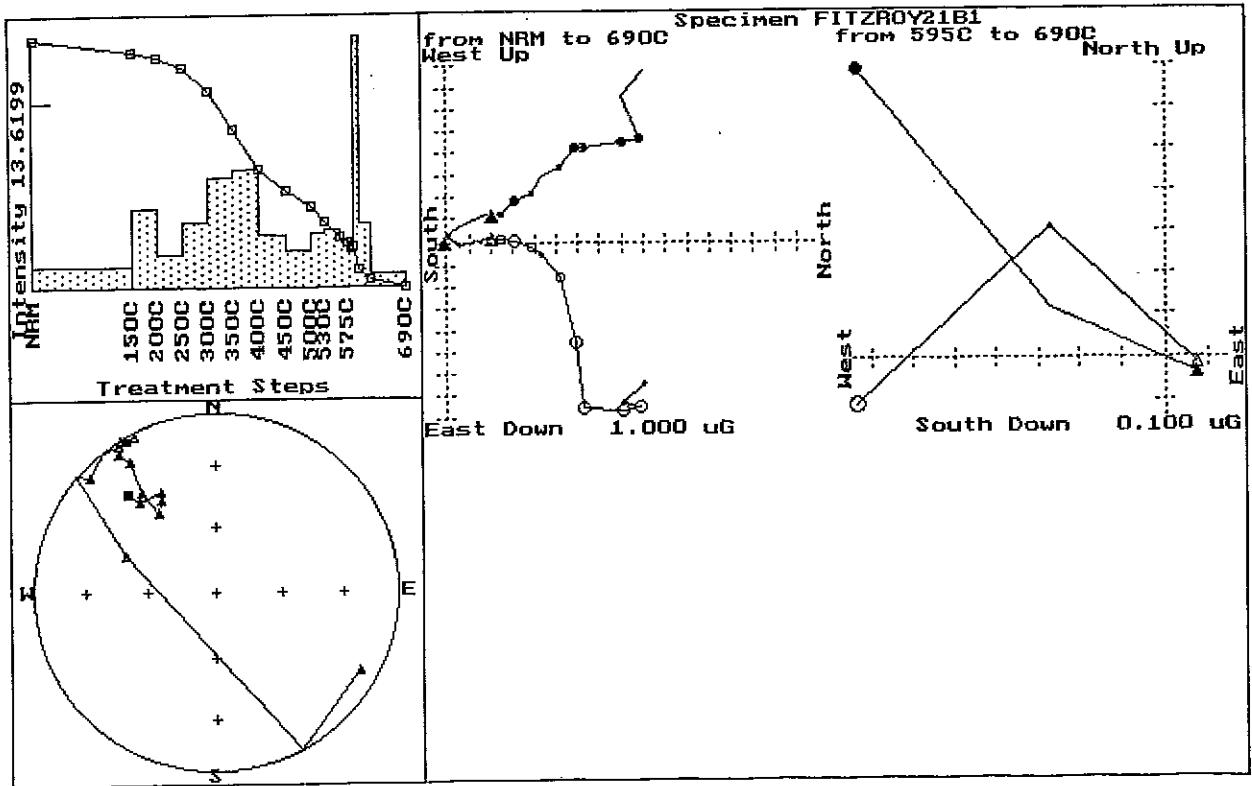 Specimen FITZROY21B1
from NRM to 690C
West Up
South
North
East Down 1.000 uG
from 595C to 690C
North Up
West
East
South Down 0.100 uG
Intensity 13.6199
NRM
150C
200C
250C
300C
350C
400C
450C
500C
530C
575C
690C
Treatment Steps
N
W
E
S